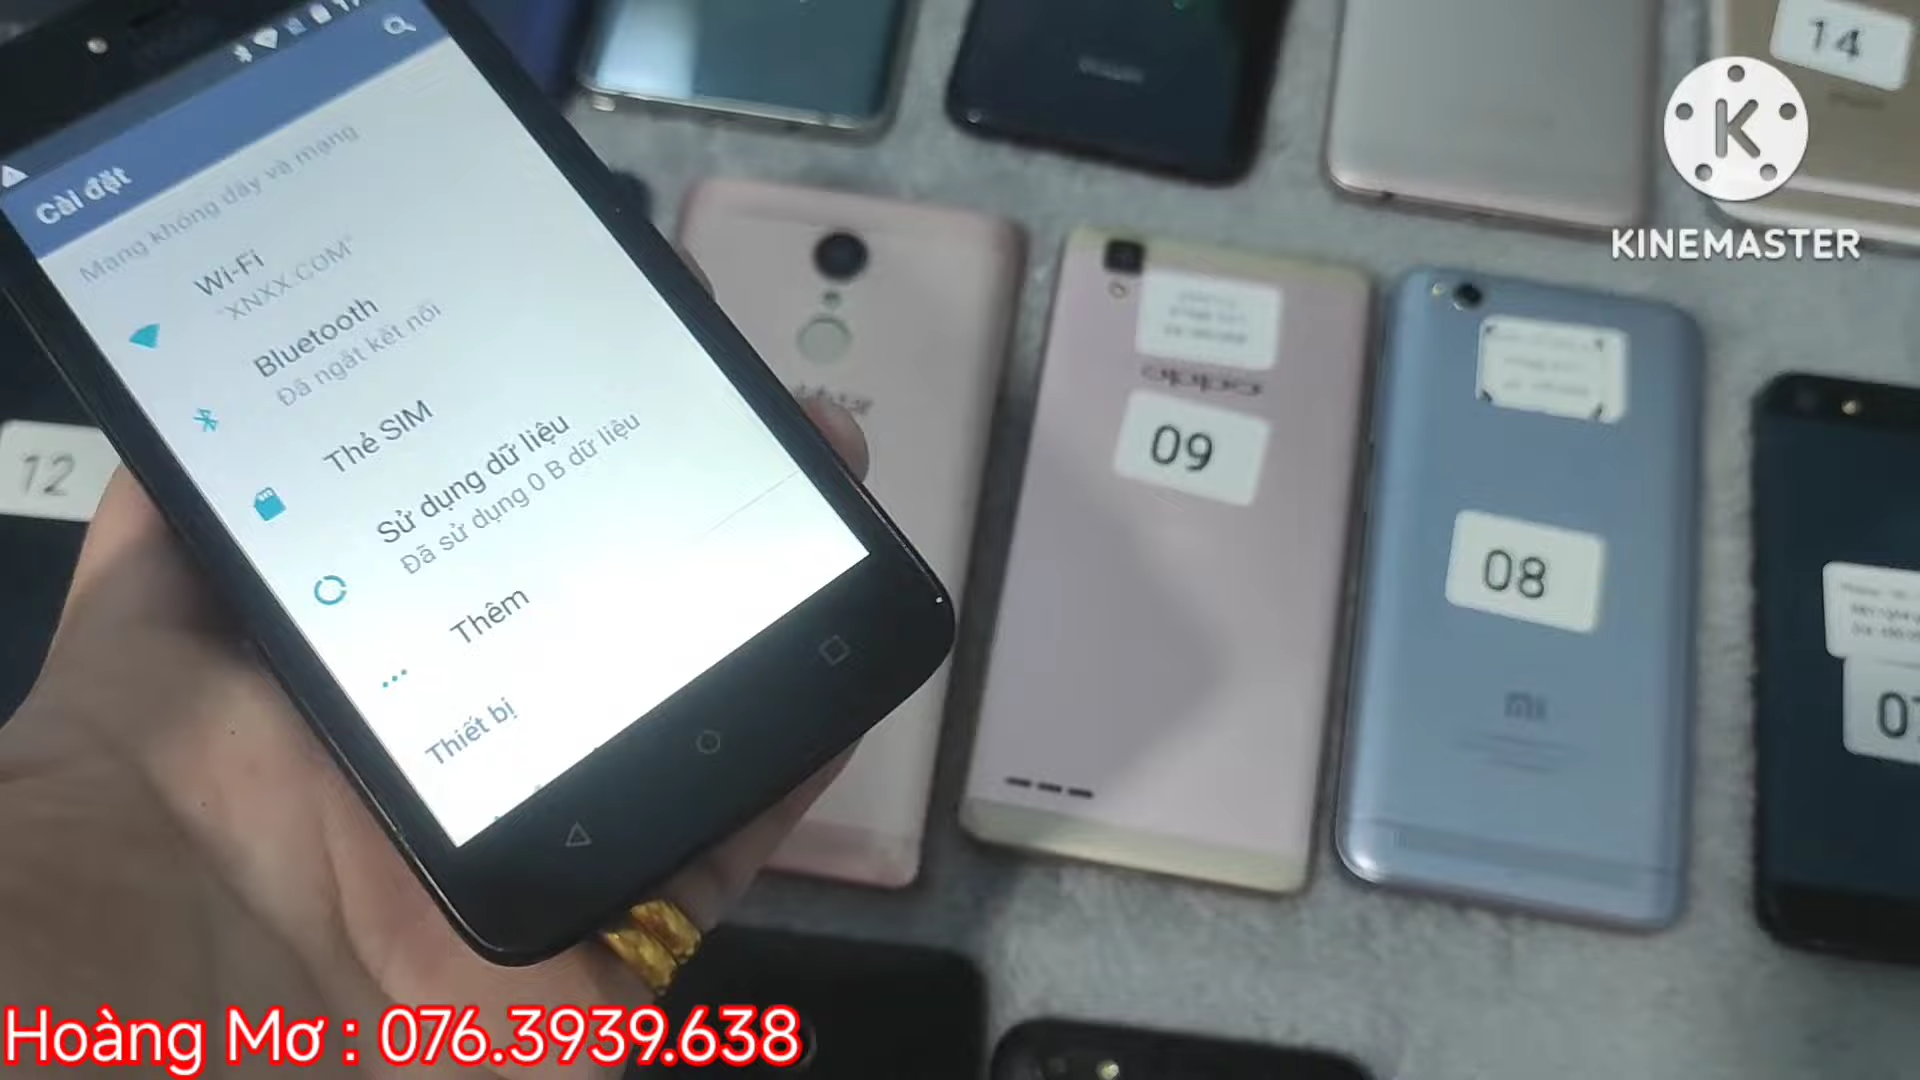 14
KINEMASTER
Cài đặt
Mạng không dây và mạng
Wi-Fi
"XNXX.COM"
Bluetooth
Đã ngắt kết nối
Thẻ SIM
Sử dụng dữ liệu
Đã sử dụng 0 B dữ liệu
Thêm
Thiết bị
12
oppo
09
08
mi
Hoàng Mơ : 076.3939.638